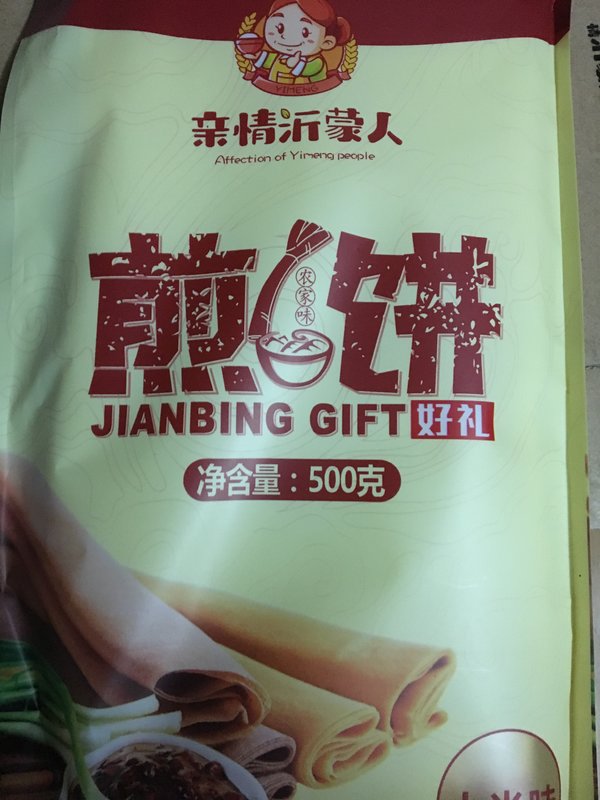 YIMENG
亲情沂蒙人
Affection of Yimeng people
煎饼
农家味
JIANBING GIFT 好礼
净含量：500克